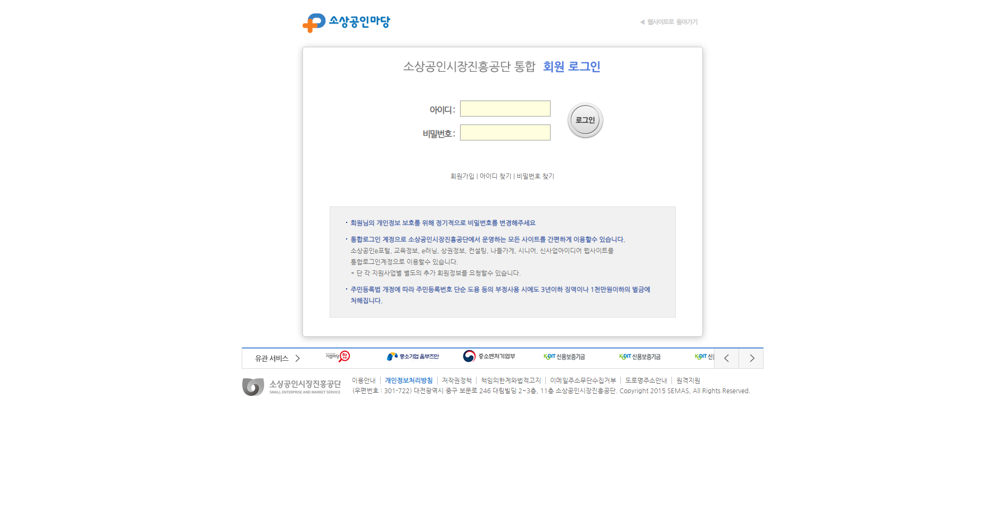 소상공인마당
◀ 웹사이트로 돌아가기
소상공인시장진흥공단 통합 회원 로그인
아이디 :
비밀번호 :
로그인
회원가입 | 아이디 찾기 | 비밀번호 찾기
· 회원님의 개인정보 보호를 위해 정기적으로 비밀번호를 변경해주세요
· 통합로그인 계정으로 소상공인시장진흥공단에서 운영하는 모든 사이트를 간편하게 이용할수 있습니다.
소상공인e포털, 교육정보, e러닝, 상권정보, 컨설팅, 나들가게, 시니어, 신사업아이디어 웹사이트를
통합로그인계정으로 이용할수 있습니다.
* 단 각 지원사업별 별도의 추가 회원정보를 요청할수 있습니다.
· 주민등록법 개정에 따라 주민등록번호 단순 도용 등의 부정사용 시에도 3년이하 징역이나 1천만원이하의 벌금에
처해집니다.
유관 서비스 기업마당 Biz info 중소기업 옴부즈만 중소벤처기업부 KODIT 신용보증기금 KODIT 신용보증기금 KODIT
소상공인시장진흥공단
SMALL ENTERPRISE AND MARKET SERVICE
이용안내 | 개인정보처리방침 | 저작권정책 | 책임의한계와법적고지 | 이메일주소무단수집거부 | 도로명주소안내 | 원격지원
(우편번호 : 301-722) 대전광역시 중구 보문로 246 대림빌딩 2~3층, 11층 소상공인시장진흥공단. Copyright 2015 SEMAS, All Rights Reserved.